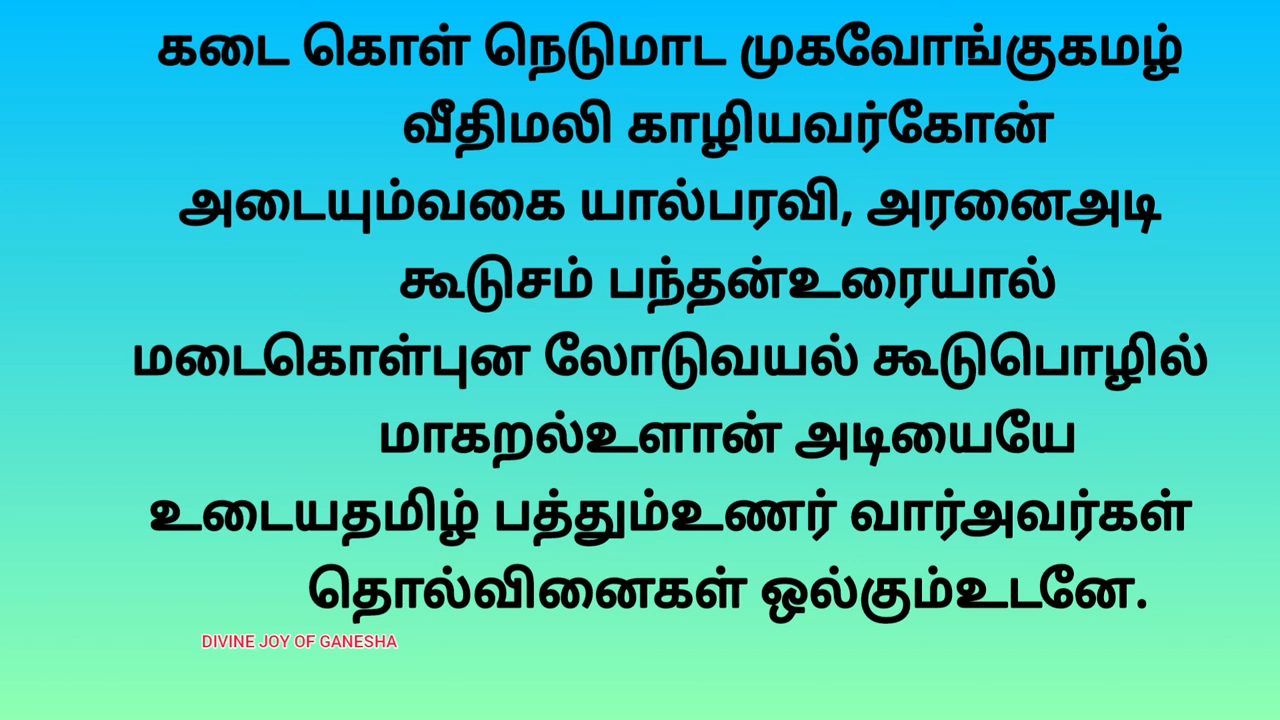 கடை கொள் நெடுமாட முகவோங்குகமழ்
வீதிமலி காழியவர்கோன்
அடையும்வகை யால்பரவி, அரனைஅடி
கூடுசம் பந்தன்உரையால்
மடைகொள்புன லோடுவயல் கூடுபொழில்
மாகறல்உளான் அடியையே
உடையதமிழ் பத்தும்உணர் வார்அவர்கள்
தொல்வினைகள் ஒல்கும்உடனே.
DIVINE JOY OF GANESHA